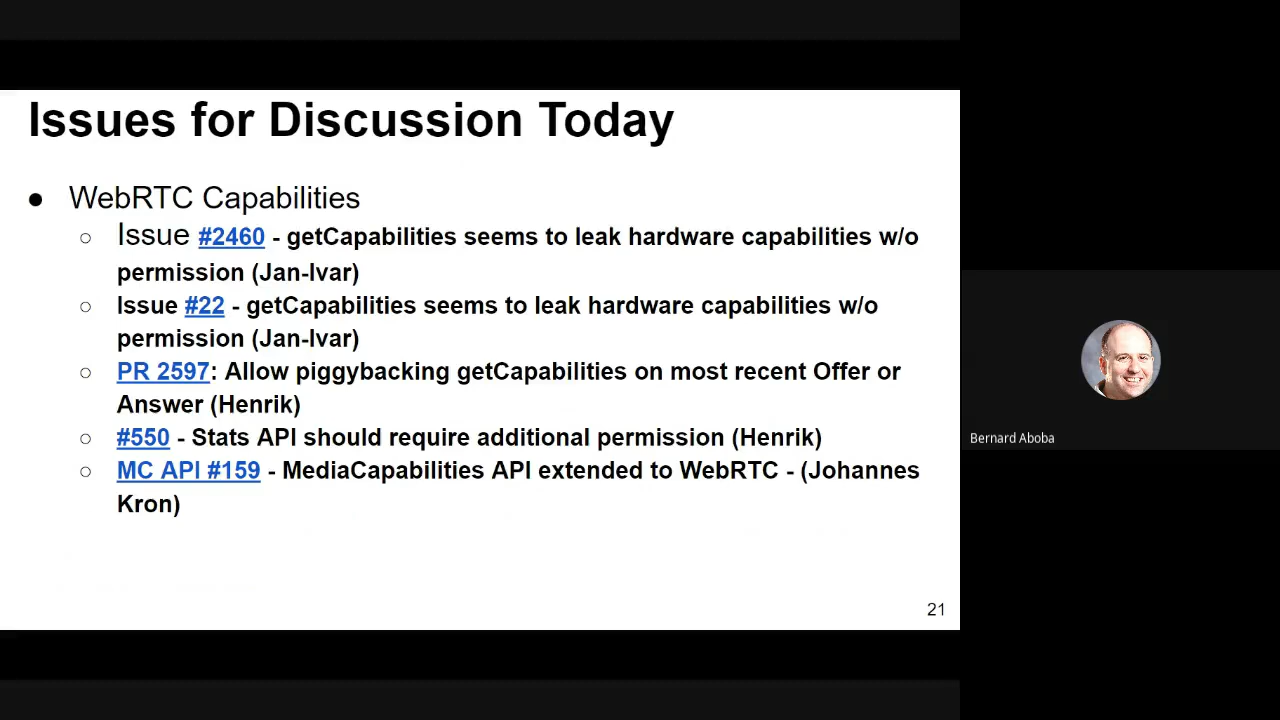 Issues for Discussion Today
● WebRTC Capabilities
○ Issue #2460 - getCapabilities seems to leak hardware capabilities w/o
permission (Jan-Ivar)
○ Issue #22 - getCapabilities seems to leak hardware capabilities w/o
permission (Jan-Ivar)
○ PR 2597: Allow piggybacking getCapabilities on most recent Offer or
Answer (Henrik)
○ #550 - Stats API should require additional permission (Henrik)
○ MC API #159 - MediaCapabilities API extended to WebRTC - (Johannes
Kron)
21
Bernard Aboba